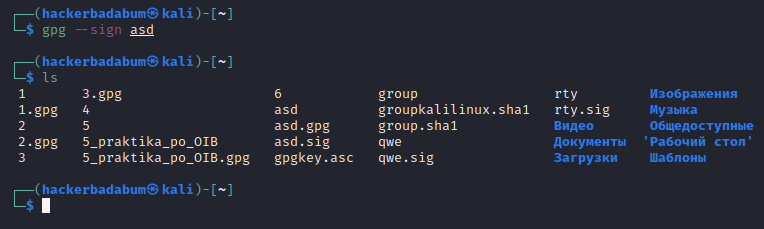 ┌──(hackerbadabum㉿kali)-[~]
└─$ gpg --sign asd
┌──(hackerbadabum㉿kali)-[~]
└─$ ls
1 3.gpg 6 group rty Изображения
1.gpg 4 asd groupkalilinux.sha1 rty.sig Музыка
2 5 asd.gpg group.sha1 Видео Общедоступные
2.gpg 5_praktika_po_OIB asd.sig qwe Документы 'Рабочий стол'
3 5_praktika_po_OIB.gpg gpgkey.asc qwe.sig Загрузки Шаблоны
┌──(hackerbadabum㉿kali)-[~]
└─$